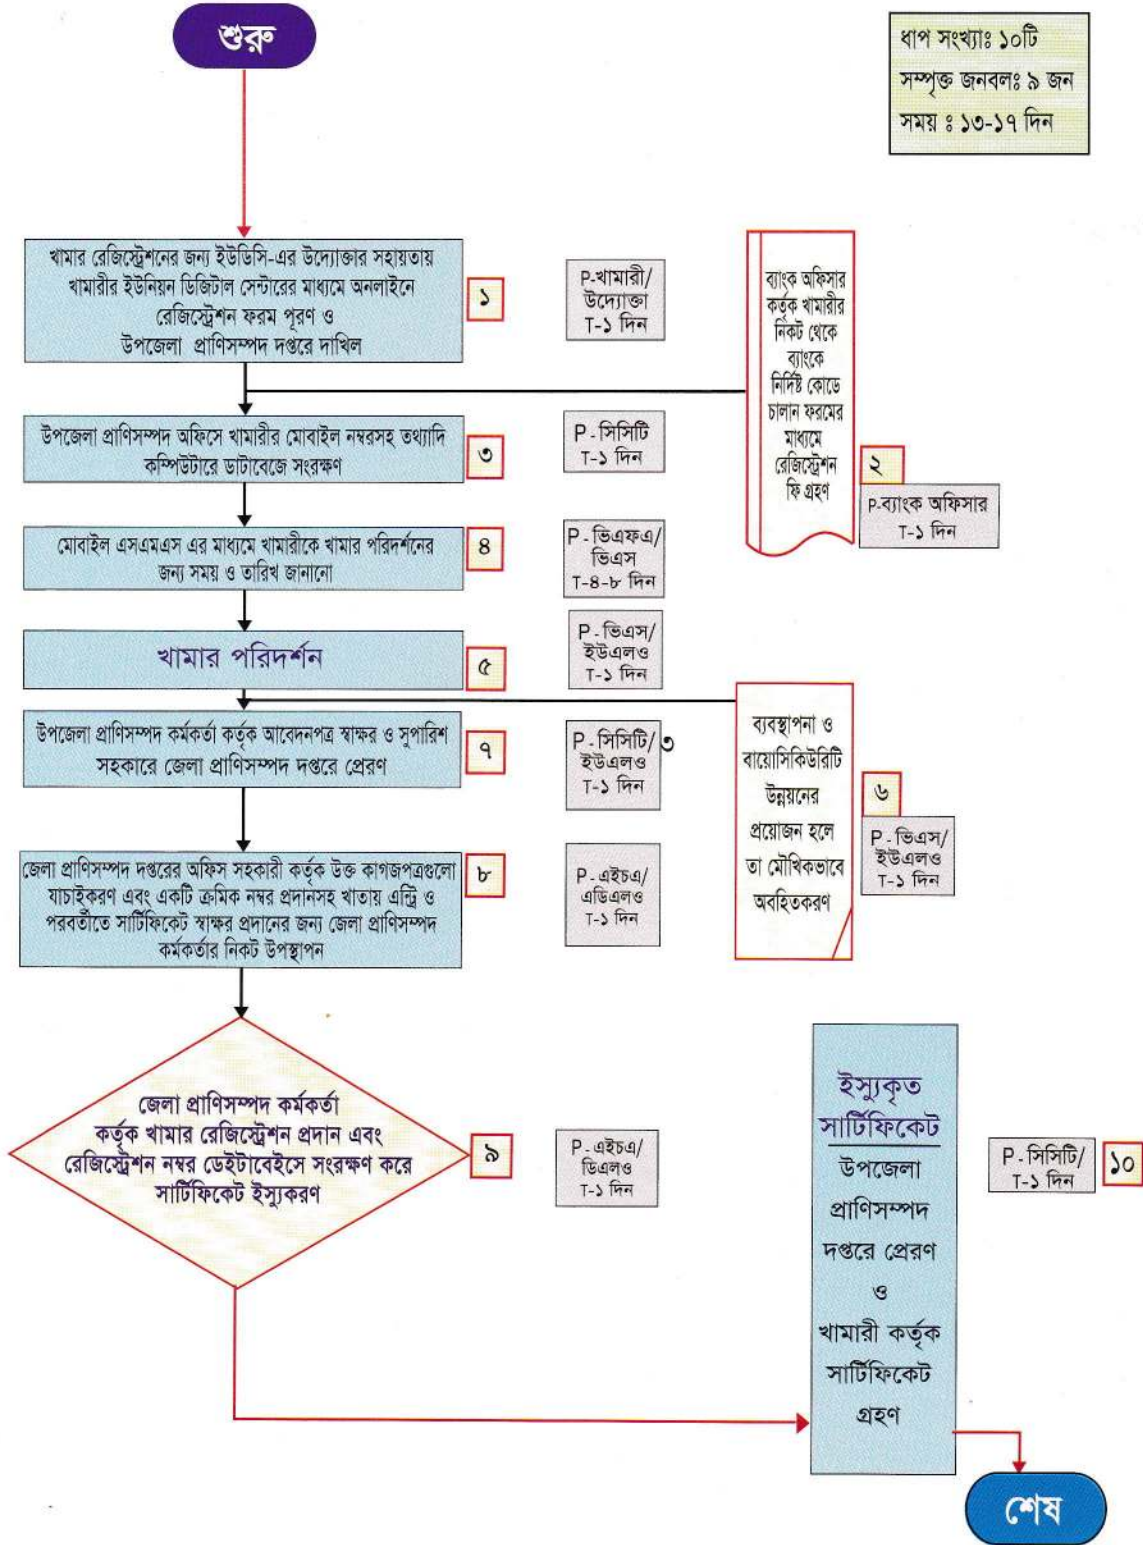 শুরু
ধাপ সংখ্যাঃ ১০টি
সম্পৃক্ত জনবলঃ ৯ জন
সময় ঃ ১৩-১৭ দিন
খামার রেজিস্ট্রেশনের জন্য ইউডিসি-এর উদ্যোক্তার সহায়তায়
খামারীর ইউনিয়ন ডিজিটাল সেন্টারের মাধ্যমে অনলাইনে
রেজিস্ট্রেশন ফরম পূরণ ও
উপজেলা প্রাণিসম্পদ দপ্তরে দাখিল
১
P-খামারী/
উদ্যোক্তা
T-১ দিন
ব্যাংক অফিসার
কর্তৃক খামারীর
নিকট থেকে
ব্যাংকে
নির্দিষ্ট কোডে
চালান ফরমের
মাধ্যমে
রেজিস্ট্রেশন
ফি গ্রহণ
২
P-ব্যাংক অফিসার
T-১ দিন
উপজেলা প্রাণিসম্পদ অফিসে খামারীর মোবাইল নম্বরসহ তথ্যাদি
কম্পিউটারে ডাটাবেজে সংরক্ষণ
৩
P-সিসিটি
T-১ দিন
মোবাইল এসএমএস এর মাধ্যমে খামারীকে খামার পরিদর্শনের
জন্য সময় ও তারিখ জানানো
৪
P-ভিএফএ/
ভিএস
T-৪-৮ দিন
খামার পরিদর্শন
৫
P-ভিএস/
ইউএলও
T-১ দিন
ব্যবস্থাপনা ও
বায়োসিকিউরিটি
উন্নয়নের
প্রয়োজন হলে
তা মৌখিকভাবে
অবহিতকরণ
৬
P-ভিএস/
ইউএলও
T-১ দিন
উপজেলা প্রাণিসম্পদ কর্মকর্তা কর্তৃক আবেদনপত্র স্বাক্ষর ও সুপারিশ
সহকারে জেলা প্রাণিসম্পদ দপ্তরে প্রেরণ
৭
P-সিসিটি/৩
ইউএলও
T-১ দিন
জেলা প্রাণিসম্পদ দপ্তরের অফিস সহকারী কর্তৃক উক্ত কাগজপত্রগুলো
যাচাইকরণ এবং একটি ক্রমিক নম্বর প্রদানসহ খাতায় এন্ট্রি ও
পরবর্তীতে সার্টিফিকেট স্বাক্ষর প্রদানের জন্য জেলা প্রাণিসম্পদ
কর্মকর্তার নিকট উপস্থাপন
৮
P-এইচএ/
এডিএলও
T-১ দিন
জেলা প্রাণিসম্পদ কর্মকর্তা
কর্তৃক খামার রেজিস্ট্রেশন প্রদান এবং
রেজিস্ট্রেশন নম্বর ডেইটাবেইসে সংরক্ষণ করে
সার্টিফিকেট ইস্যুকরণ
৯
P-এইচএ/
ডিএলও
T-১ দিন
ইস্যুকৃত
সার্টিফিকেট
উপজেলা
প্রাণিসম্পদ
দপ্তরে প্রেরণ
ও
খামারী কর্তৃক
সার্টিফিকেট
গ্রহণ
P-সিসিটি/
T-১ দিন
১০
শেষ